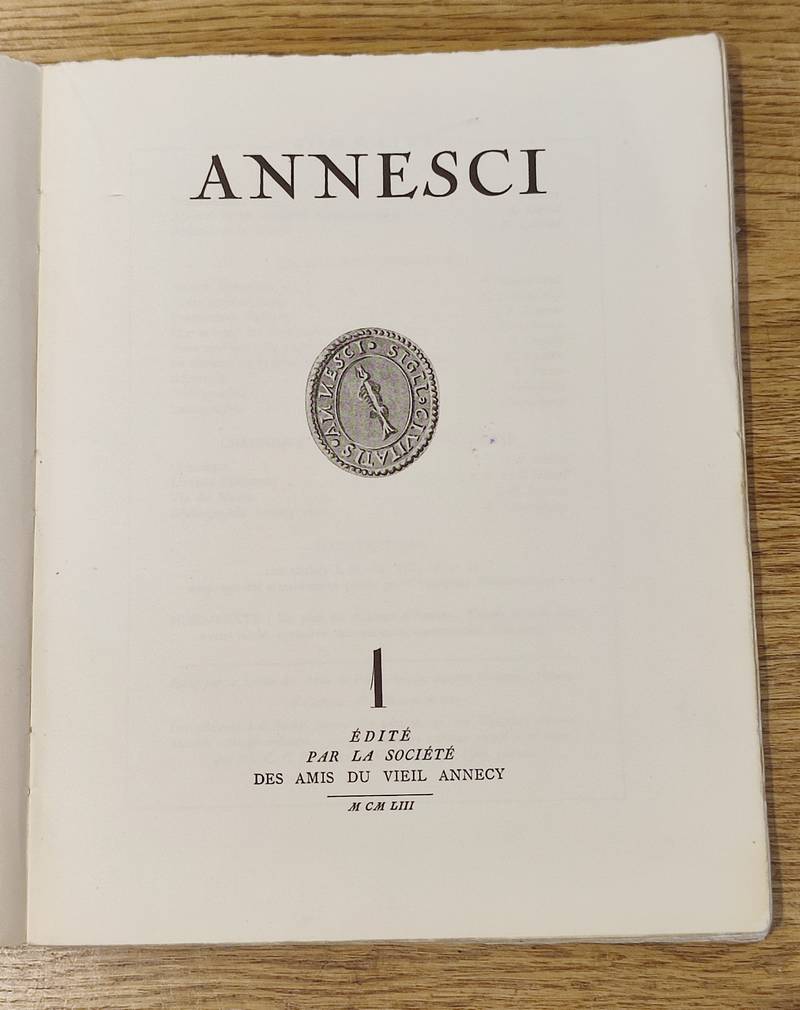 ANNESCI
SIGIL · CIVITATIS · ANNESCI ·
1
ÉDITÉ
PAR LA SOCIÉTÉ
DES AMIS DU VIEIL ANNECY
M CM LIII